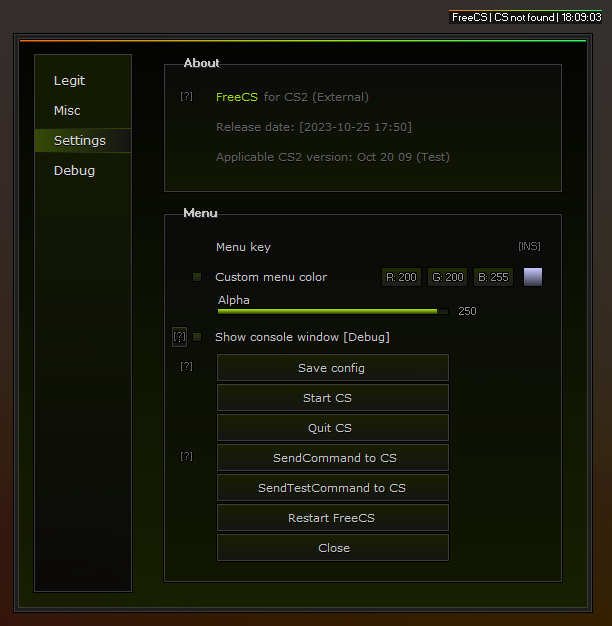 FreeCS | CS not found | 18:09:03
Legit
Misc
Settings
Debug
About
[?] FreeCS for CS2 (External)
Release date: [2023-10-25 17:50]
Applicable CS2 version: Oct 20 09 (Test)
Menu
Menu key [INS]
Custom menu color R: 200 G: 200 B: 255
Alpha
250
[?] Show console window [Debug]
[?] Save config
Start CS
Quit CS
[?] SendCommand to CS
SendTestCommand to CS
Restart FreeCS
Close